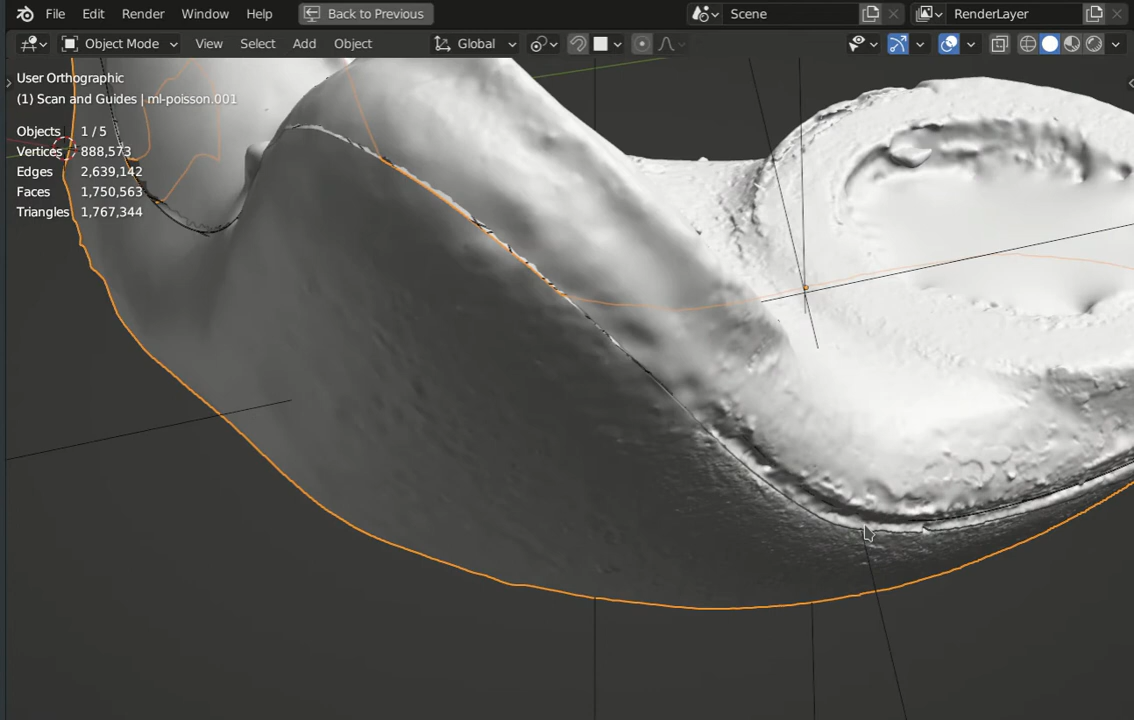 File Edit Render Window Help Back to Previous Scene RenderLayer
Object Mode View Select Add Object Global
User Orthographic
(1) Scan and Guides | ml-poisson.001
Objects 1 / 5
Vertices 888,573
Edges 2,639,142
Faces 1,750,563
Triangles 1,767,344